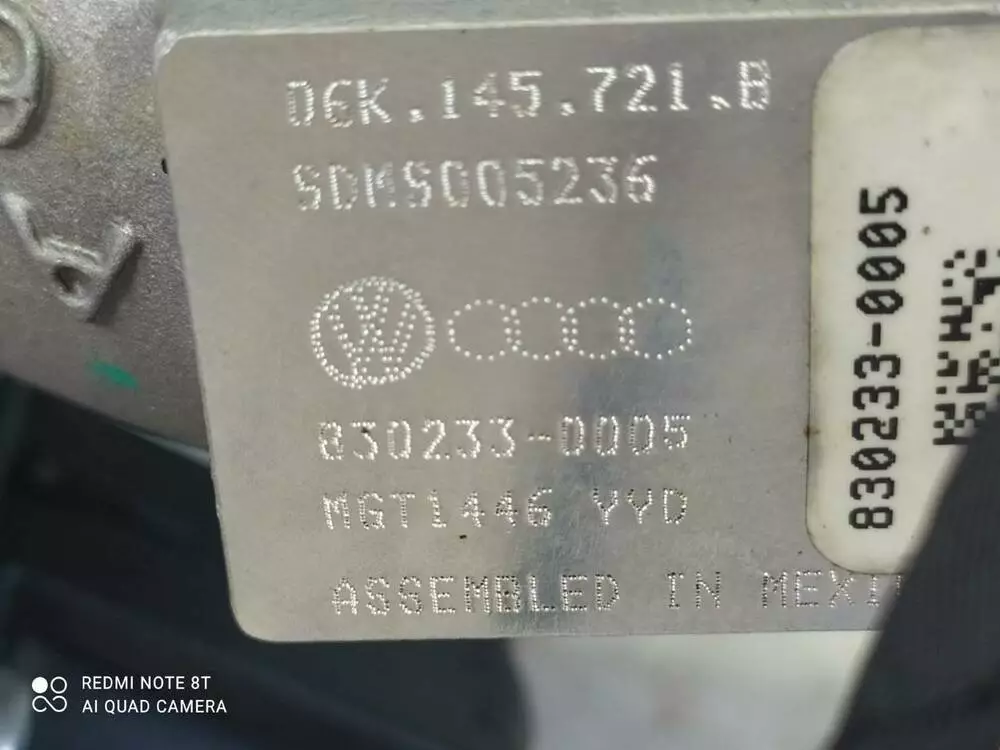 06K.145.721.B
SDMS005236
830233-0005
MGT1446 YYD
ASSEMBLED IN MEXI
830233-0005
REDMI NOTE 8T
AI QUAD CAMERA